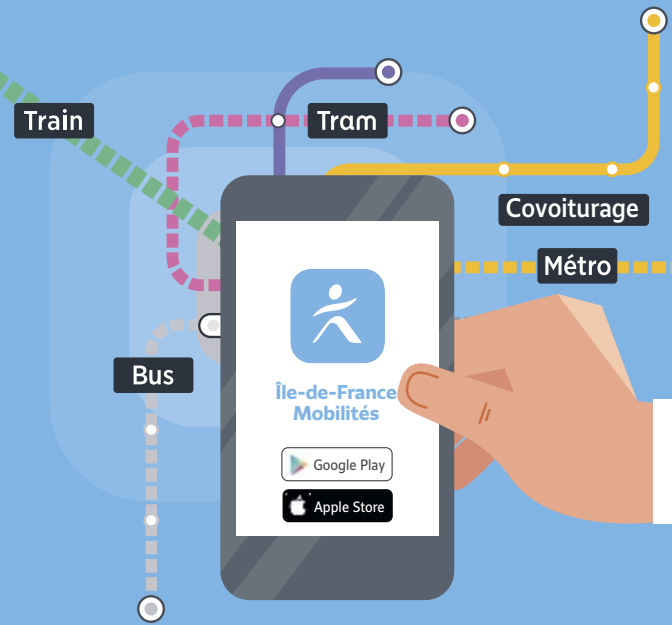 Train
Tram
Covoiturage
Métro
Bus
Île-de-France
Mobilités
Google Play
Apple Store